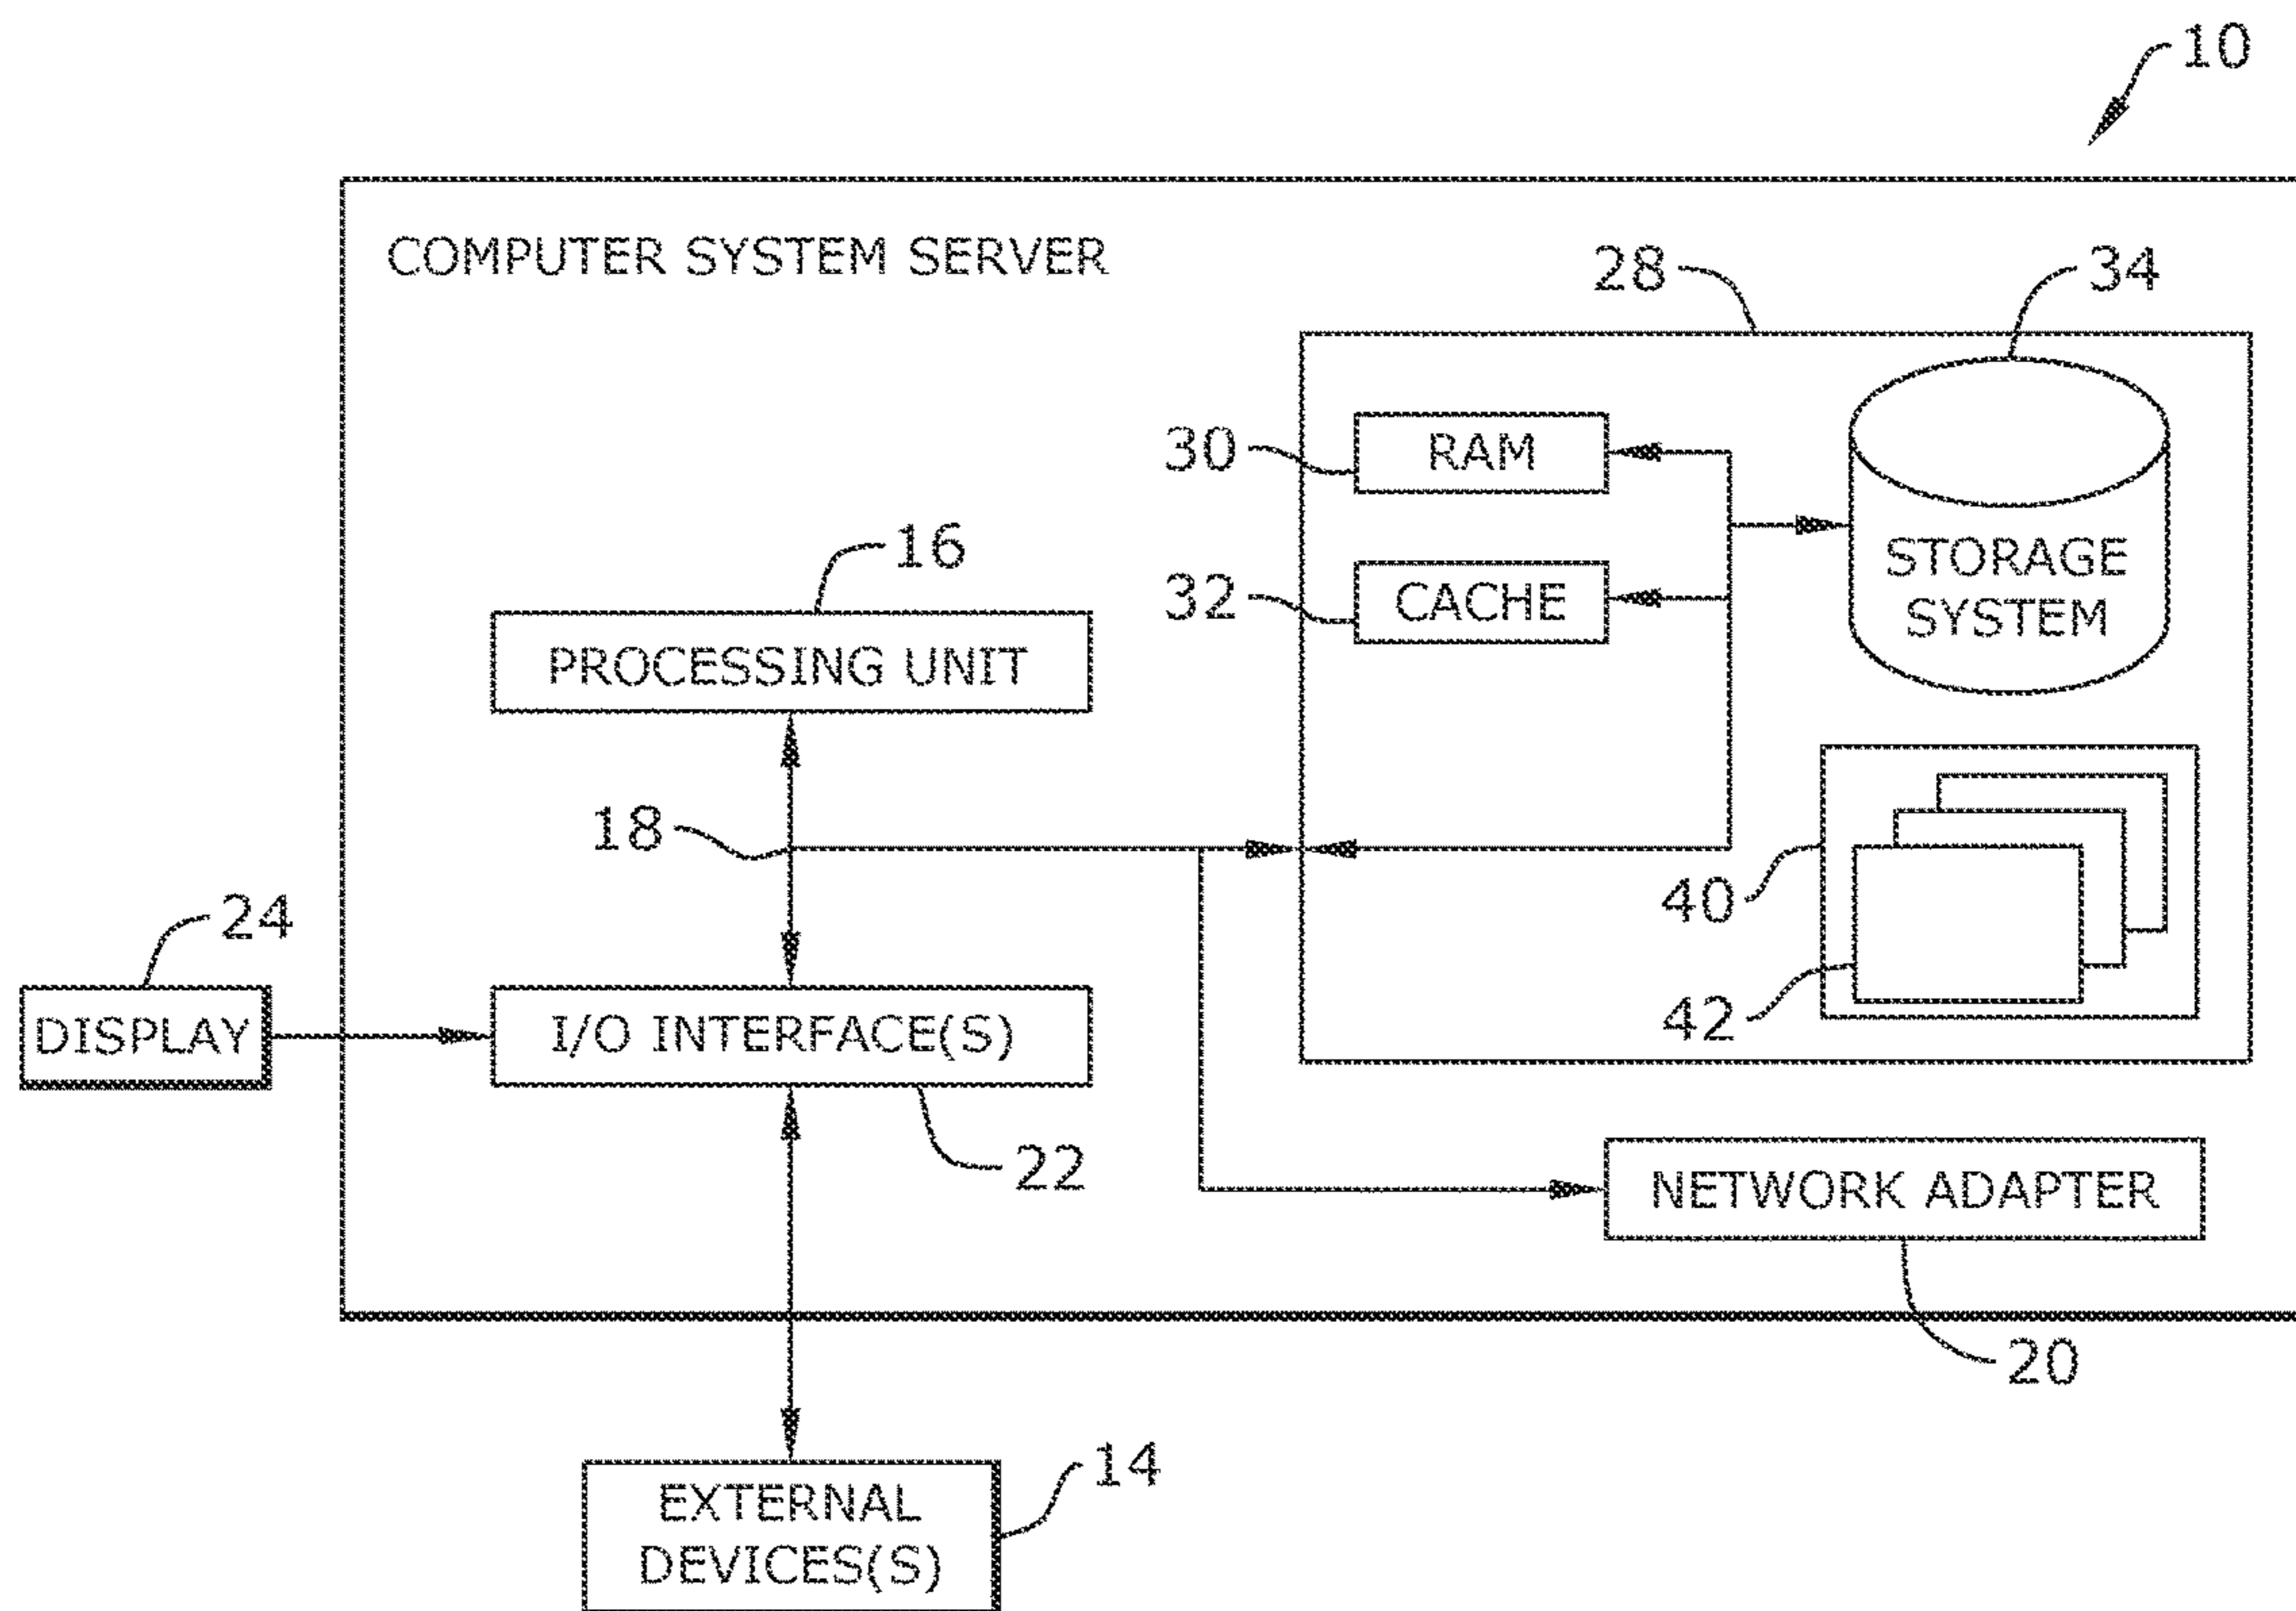 10
COMPUTER SYSTEM SERVER
28
34
30
RAM
16
32
CACHE
STORAGE
SYSTEM
PROCESSING UNIT
18
40
24
42
DISPLAY
I/O INTERFACE(S)
22
NETWORK ADAPTER
20
14
EXTERNAL
DEVICES(S)